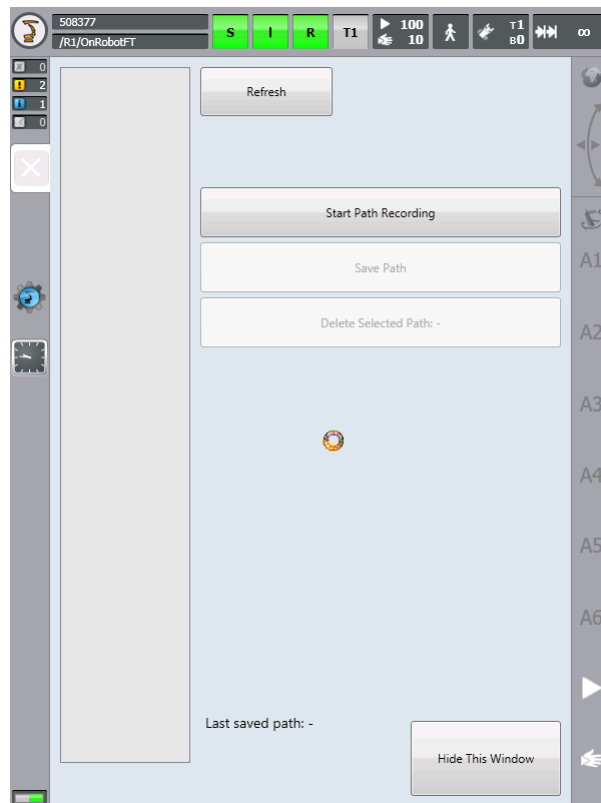 508377
/R1/OnRobotFT
S I R T1 100 10 T1 B0 ∞
0
2
1
0
Refresh
Start Path Recording
Save Path
Delete Selected Path: -
A1
A2
A3
A4
A5
A6
Last saved path: -
Hide This Window